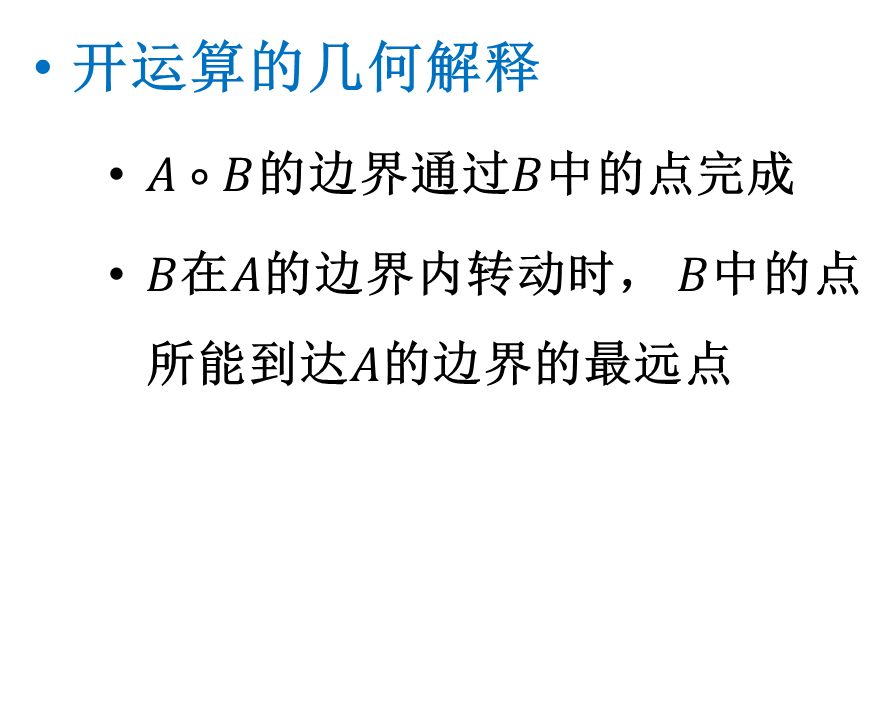 • 开运算的几何解释
• A∘B的边界通过B中的点完成
• B在A的边界内转动时， B中的点
所能到达A的边界的最远点